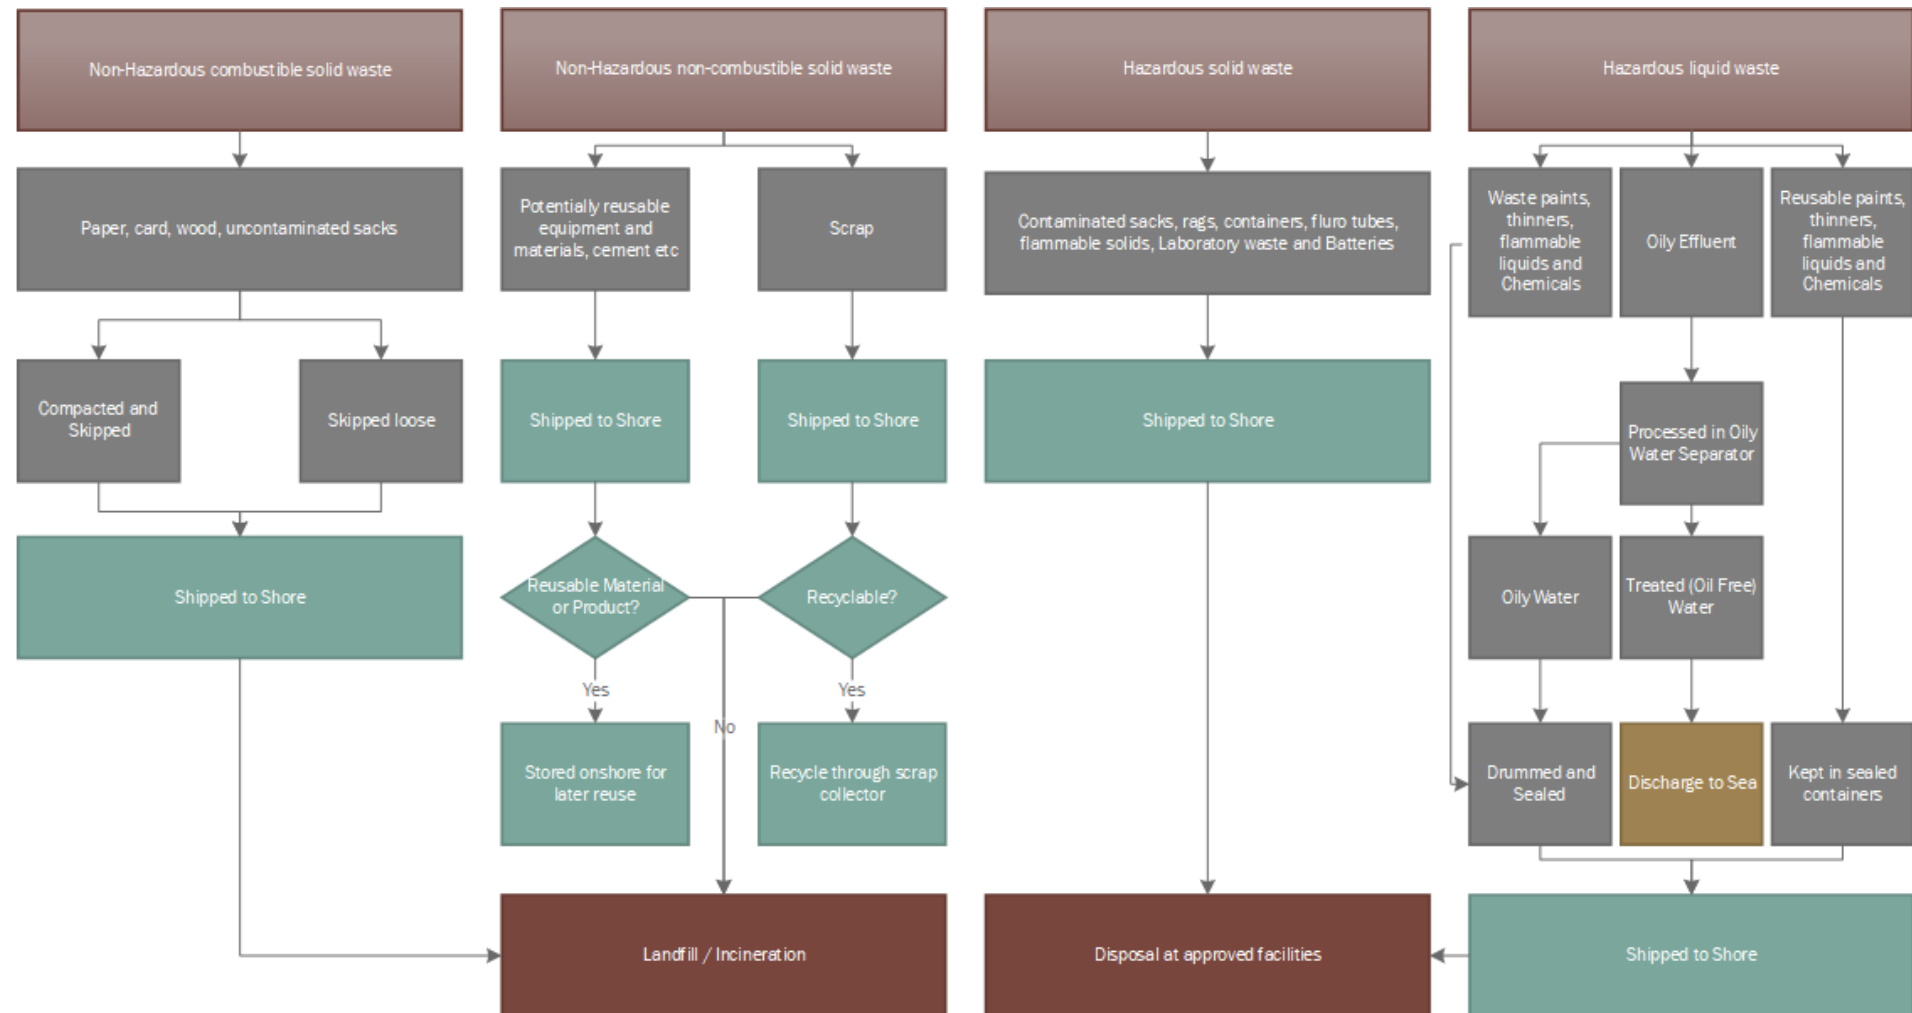 Non-Hazardous combustible solid waste
Non-Hazardous non-combustible solid waste
Hazardous solid waste
Hazardous liquid waste
Paper, card, wood, uncontaminated sacks
Potentially reusable
equipment and
materials, cement etc
Scrap
Contaminated sacks, rags, containers, fluro tubes,
flammable solids, Laboratory waste and Batteries
Waste paints,
thinners,
flammable
liquids and
Chemicals
Oily Effluent
Reusable paints,
thinners,
flammable
liquids and
Chemicals
Compacted and
Skipped
Skipped loose
Shipped to Shore
Shipped to Shore
Shipped to Shore
Processed in Oily
Water Separator
Shipped to Shore
Reusable Material
or Product?
Recyclable?
Oily Water
Treated (Oil Free)
Water
Yes
Yes
No
Stored onshore for
later reuse
Recycle through scrap
collector
Drummed and
Sealed
Discharge to Sea
Kept in sealed
containers
Landfill / Incineration
Disposal at approved facilities
Shipped to Shore